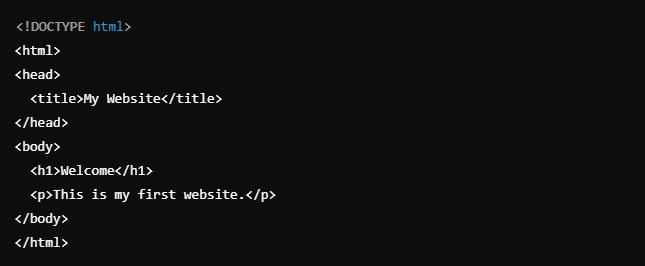 <!DOCTYPE html>
<html>
<head>
  <title>My Website</title>
</head>
<body>
  <h1>Welcome</h1>
  <p>This is my first website.</p>
</body>
</html>